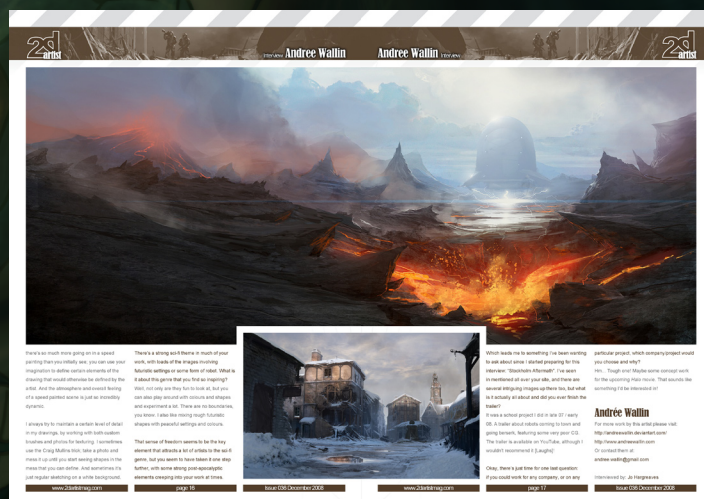 2d artist
Interview Andree Wallin
Andree Wallin Interview
2d artist
there's so much more going on in a speed
painting than you initially see; you can use your
imagination to define certain elements of the
drawing that would otherwise be defined by the
artist. And the atmosphere and overall feeling
of a speed painted scene is just so incredibly
dynamic.
I always try to maintain a certain level of detail
in my drawings, by working with both custom
brushes and photos for texturing. I sometimes
use the Craig Mullins trick; take a photo and
mess it up until you start seeing shapes in the
mess that you can define. And sometimes it's
just regular sketching on a white background.
There's a strong sci-fi theme in much of your
work, with loads of the images involving
futuristic settings or some form of robot. What is
it about the genre that you find so inspiring?
Well, not only are they fun to look at, but you
can also play around with colours and shapes
and experiment a lot. There are no boundaries,
you know. I also like mixing rough futuristic
shapes with peaceful settings and colours.
That sense of freedom seems to be the key
element that attracts a lot of artists to the sci-fi
genre, but you seem to have taken it one step
further, with some strong post-apocalyptic
elements creeping into your work at times.
Which leads me to something I've been wanting
to ask about since I started preparing for this
interview: "Stockholm Aftermath". I've seen
in mentioned all over your site, and there are
several intriguing images up there too, but what
is it actually all about and did you ever finish the
trailer?
It was a school project I did in late '07 / early
08. A trailer about robots coming to town and
going berserk, featuring some very poor CG.
The trailer is available on YouTube, although I
wouldn't recommend it [Laughs]
Okay, there's just time for one last question:
if you could work for any company, or on any
particular project, which company/project would
you choose and why?
Hm... Tough one! Maybe some concept work
for the upcoming Halo movie. That sounds like
something I'd be interested in!
Andrée Wallin
For more work by this artist please visit:
http://andreewallin.deviantart.com/
http://www.andreewallin.com
Or contact them at:
andree.wallin@gmail.com
Interviewed by: Jo Hargreaves
www.2dartistmag.com
page 16
Issue 036 December 2008
www.2dartistmag.com
page 17
Issue 036 December 2008